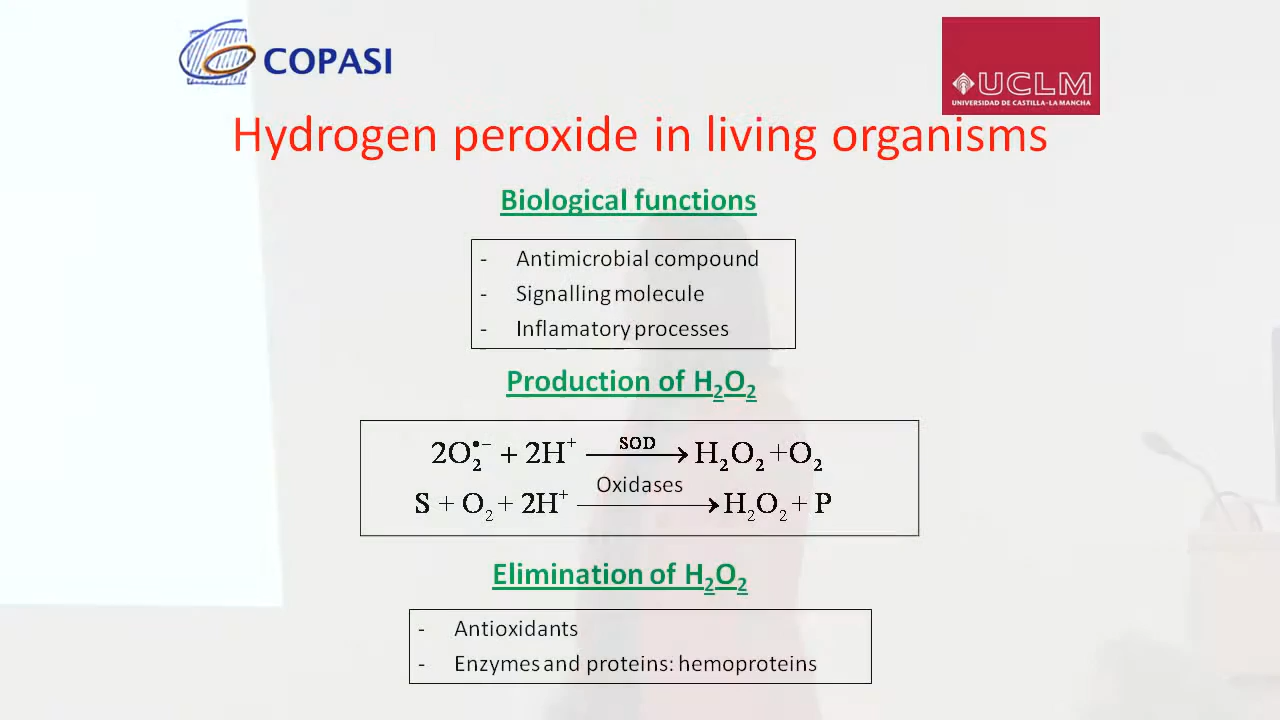 COPASI
UCLM
UNIVERSIDAD DE CASTILLA-LA MANCHA
Hydrogen peroxide in living organisms
Biological functions
- Antimicrobial compound
- Signalling molecule
- Inflamatory processes
Production of H₂O₂
2O₂•⁻ + 2H⁺ —SOD→ H₂O₂ +O₂
S + O₂ + 2H⁺ —Oxidases→ H₂O₂ + P
Elimination of H₂O₂
- Antioxidants
- Enzymes and proteins: hemoproteins